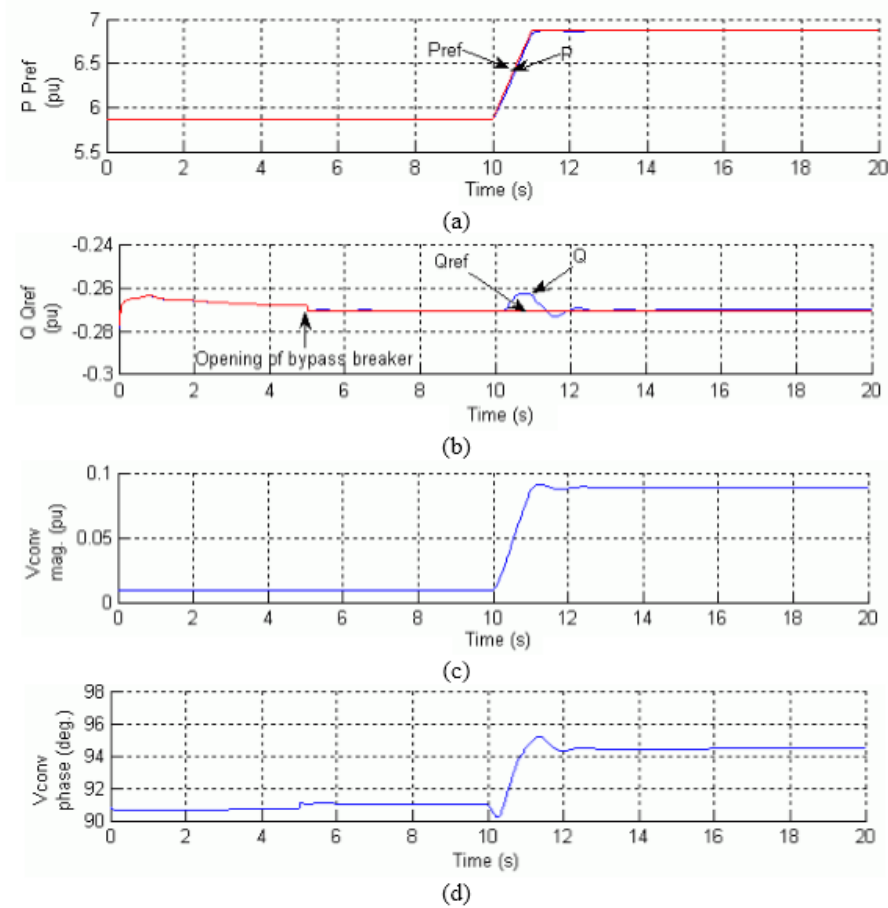 7
6.5
6
5.5
P Pref
(pu)
Pref
P
0 2 4 6 8 10 12 14 16 18 20
Time (s)
(a)
-0.24
-0.26
-0.28
-0.3
Q Qref
(pu)
Qref
Q
Opening of bypass breaker
0 2 4 6 8 10 12 14 16 18 20
Time (s)
(b)
0.1
0.05
0
Vconv
mag. (pu)
0 2 4 6 8 10 12 14 16 18 20
Time (s)
(c)
98
96
94
92
90
Vconv
phase (deg.)
0 2 4 6 8 10 12 14 16 18 20
Time (s)
(d)